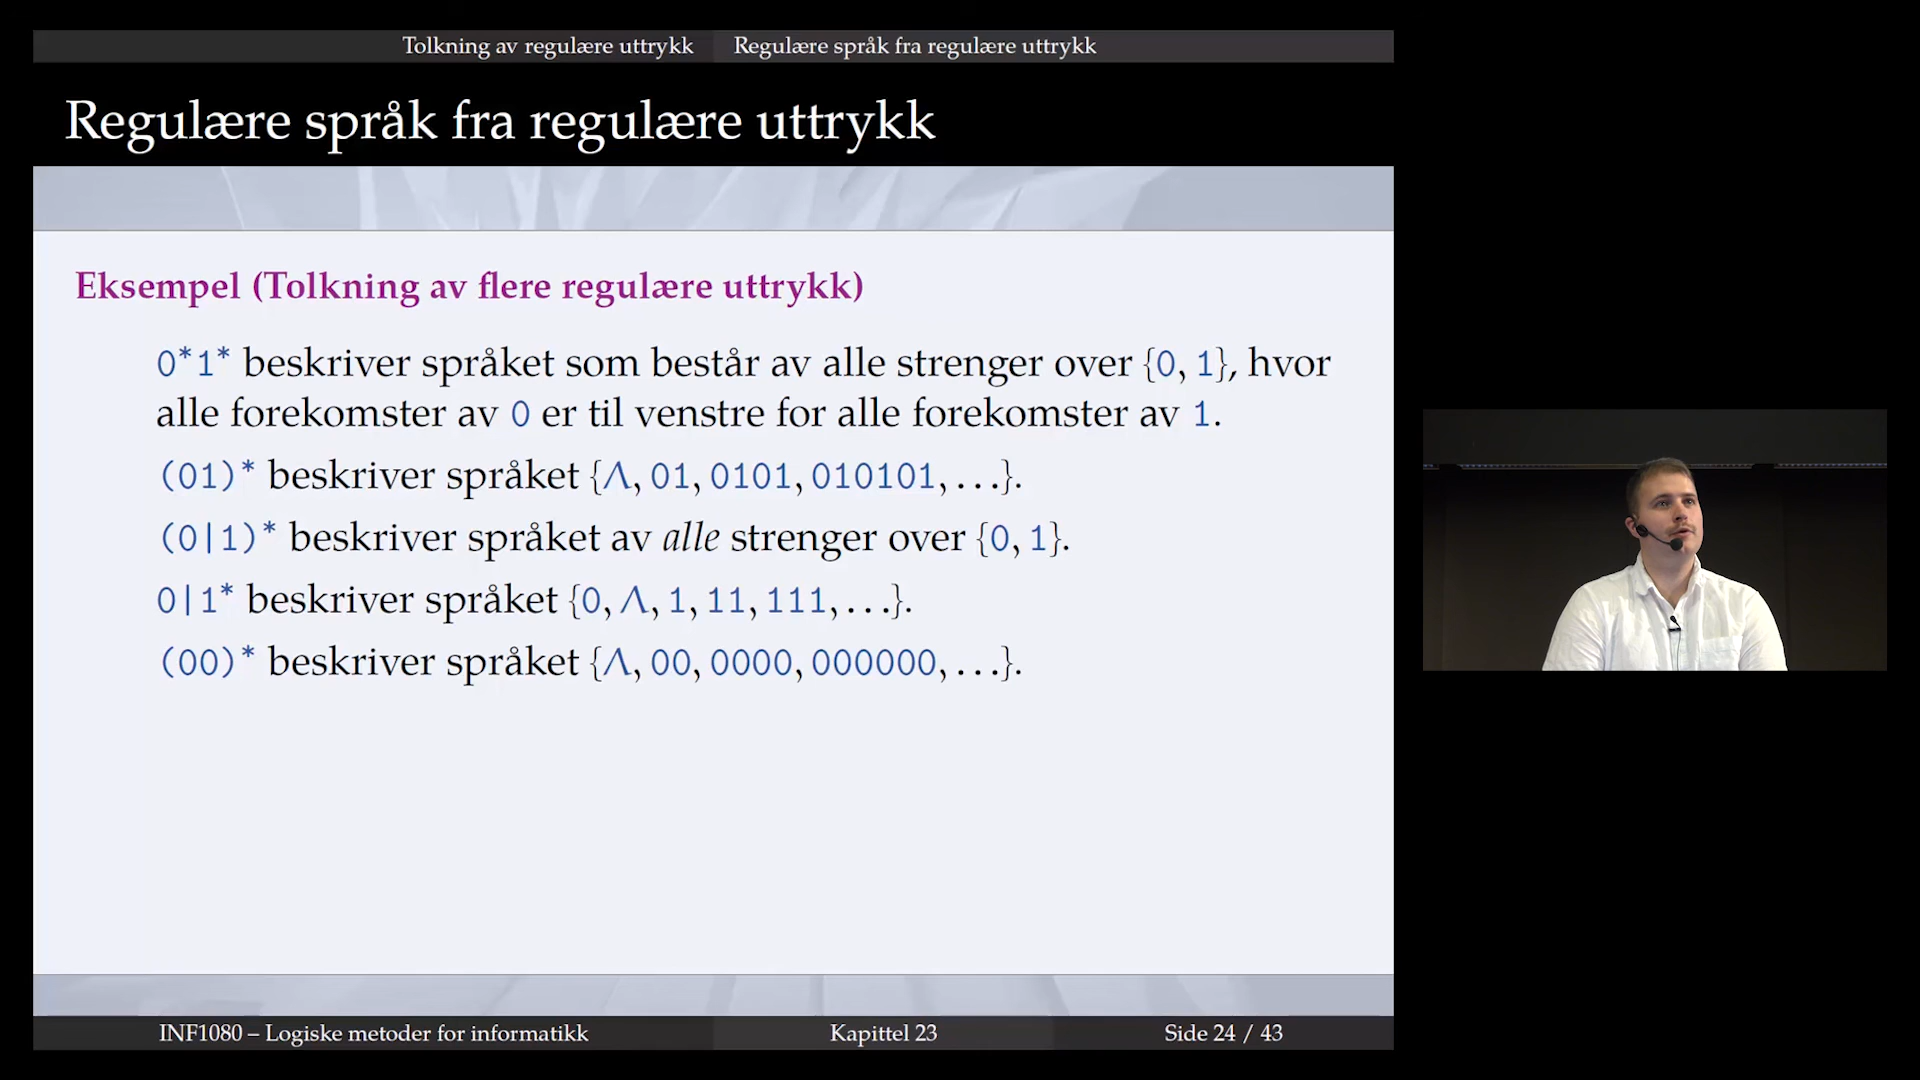 Tolkning av regulære uttrykk Regulære språk fra regulære uttrykk
Regulære språk fra regulære uttrykk
Eksempel (Tolkning av flere regulære uttrykk)
0*1* beskriver språket som består av alle strenger over {0, 1}, hvor
alle forekomster av 0 er til venstre for alle forekomster av 1.
(01)* beskriver språket {Λ, 01, 0101, 010101, . . .}.
(0|1)* beskriver språket av alle strenger over {0, 1}.
0|1* beskriver språket {0, Λ, 1, 11, 111, . . .}.
(00)* beskriver språket {Λ, 00, 0000, 000000, . . .}.
INF1080 – Logiske metoder for informatikk Kapittel 23 Side 24 / 43